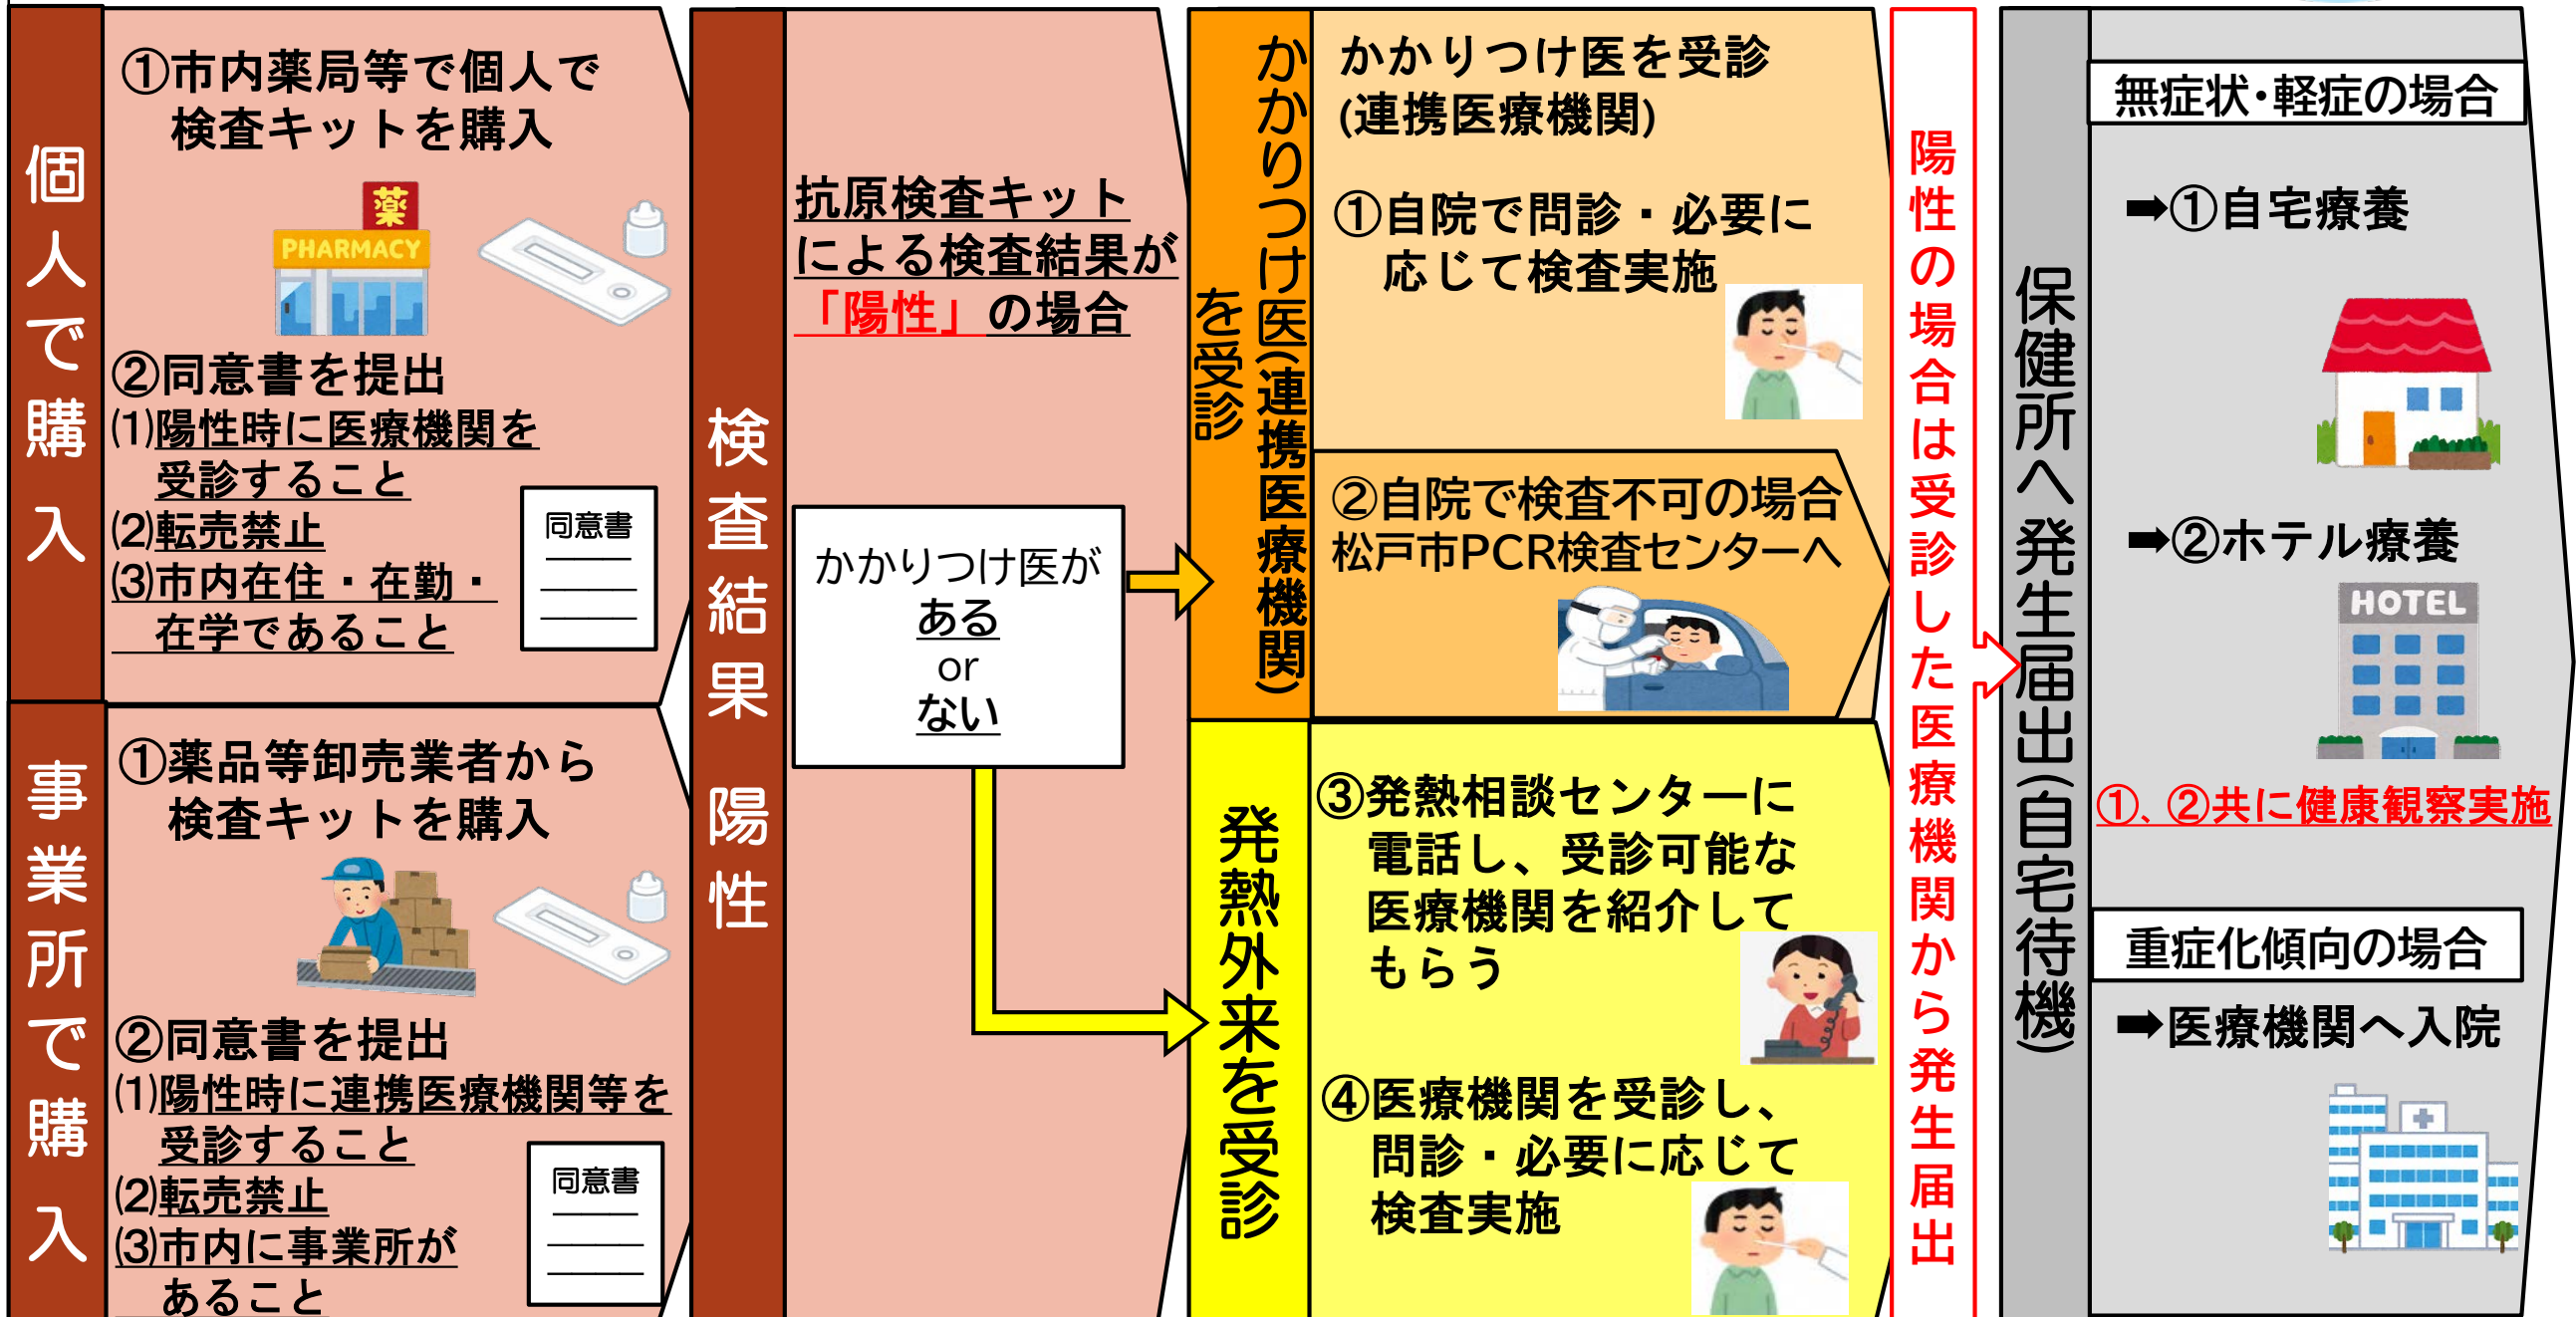 個人で購入
①市内薬局等で個人で
検査キットを購入
薬
PHARMACY
②同意書を提出
⑴陽性時に医療機関を
受診すること
⑵転売禁止
⑶市内在住・在勤・
在学であること
同意書
事業所で購入
①薬品等卸売業者から
検査キットを購入
②同意書を提出
⑴陽性時に連携医療機関等を
受診すること
⑵転売禁止
⑶市内に事業所が
あること
同意書
検査結果 陽性
抗原検査キット
による検査結果が
「陽性」の場合
かかりつけ医が
ある
or
ない
かかりつけ医(連携医療機関)
を受診
かかりつけ医を受診
(連携医療機関)
①自院で問診・必要に
応じて検査実施
②自院で検査不可の場合
松戸市PCR検査センターへ
発熱外来を受診
③発熱相談センターに
電話し、受診可能な
医療機関を紹介して
もらう
④医療機関を受診し、
問診・必要に応じて
検査実施
陽性の場合は受診した医療機関から発生届出
保健所へ発生届出(自宅待機)
無症状・軽症の場合
➡①自宅療養
➡②ホテル療養
HOTEL
①、②共に健康観察実施
重症化傾向の場合
➡医療機関へ入院